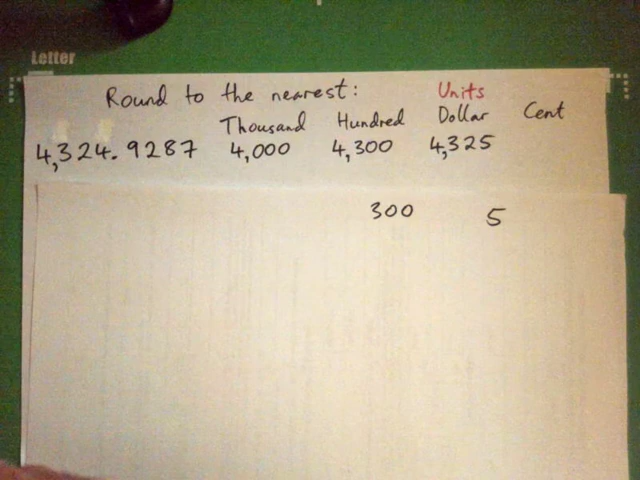 Letter
Round to the nearest: Units
Thousand Hundred Dollar Cent
4,324.9287 4,000 4,300 4,325
300 5